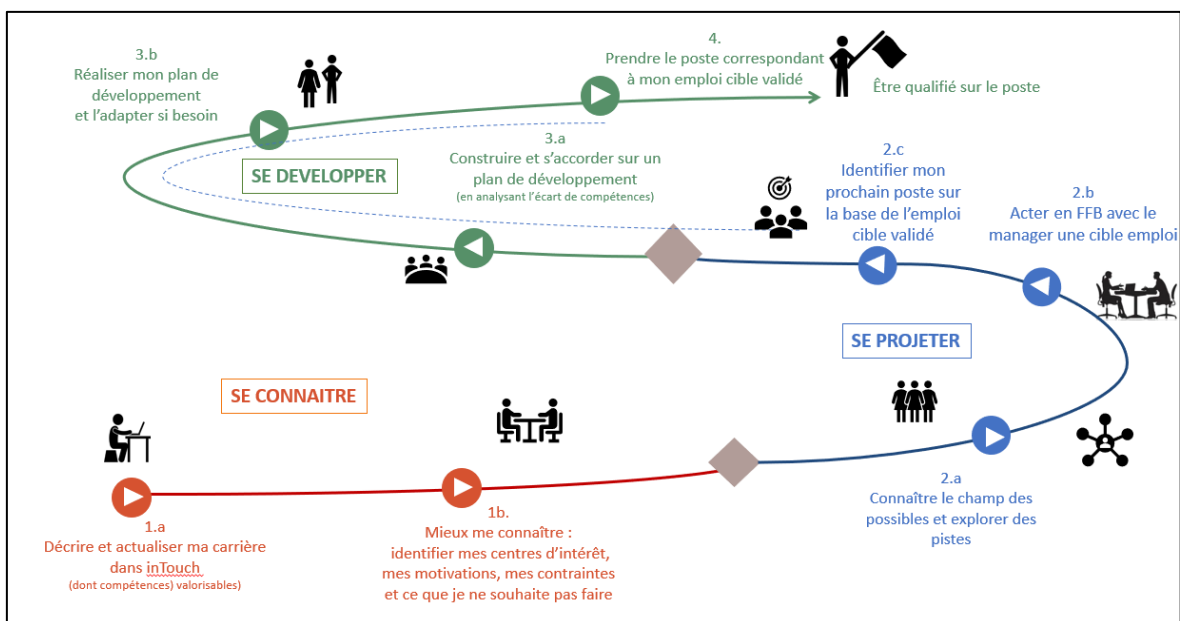 3.b
Réaliser mon plan de
développement
et l'adapter si besoin
4.
Prendre le poste correspondant
à mon emploi cible validé
Être qualifié sur le poste
SE DEVELOPPER
3.a
Construire et s'accorder sur un
plan de développement
(en analysant l'écart de compétences)
2.c
Identifier mon
prochain poste sur
la base de l'emploi
cible validé
2.b
Acter en FFB avec le
manager une cible emploi
SE PROJETER
SE CONNAITRE
1.a
Décrire et actualiser ma carrière
dans inTouch
(dont compétences) valorisables)
1b.
Mieux me connaître :
identifier mes centres d'intérêt,
mes motivations, mes contraintes
et ce que je ne souhaite pas faire
2.a
Connaître le champ des
possibles et explorer des
pistes